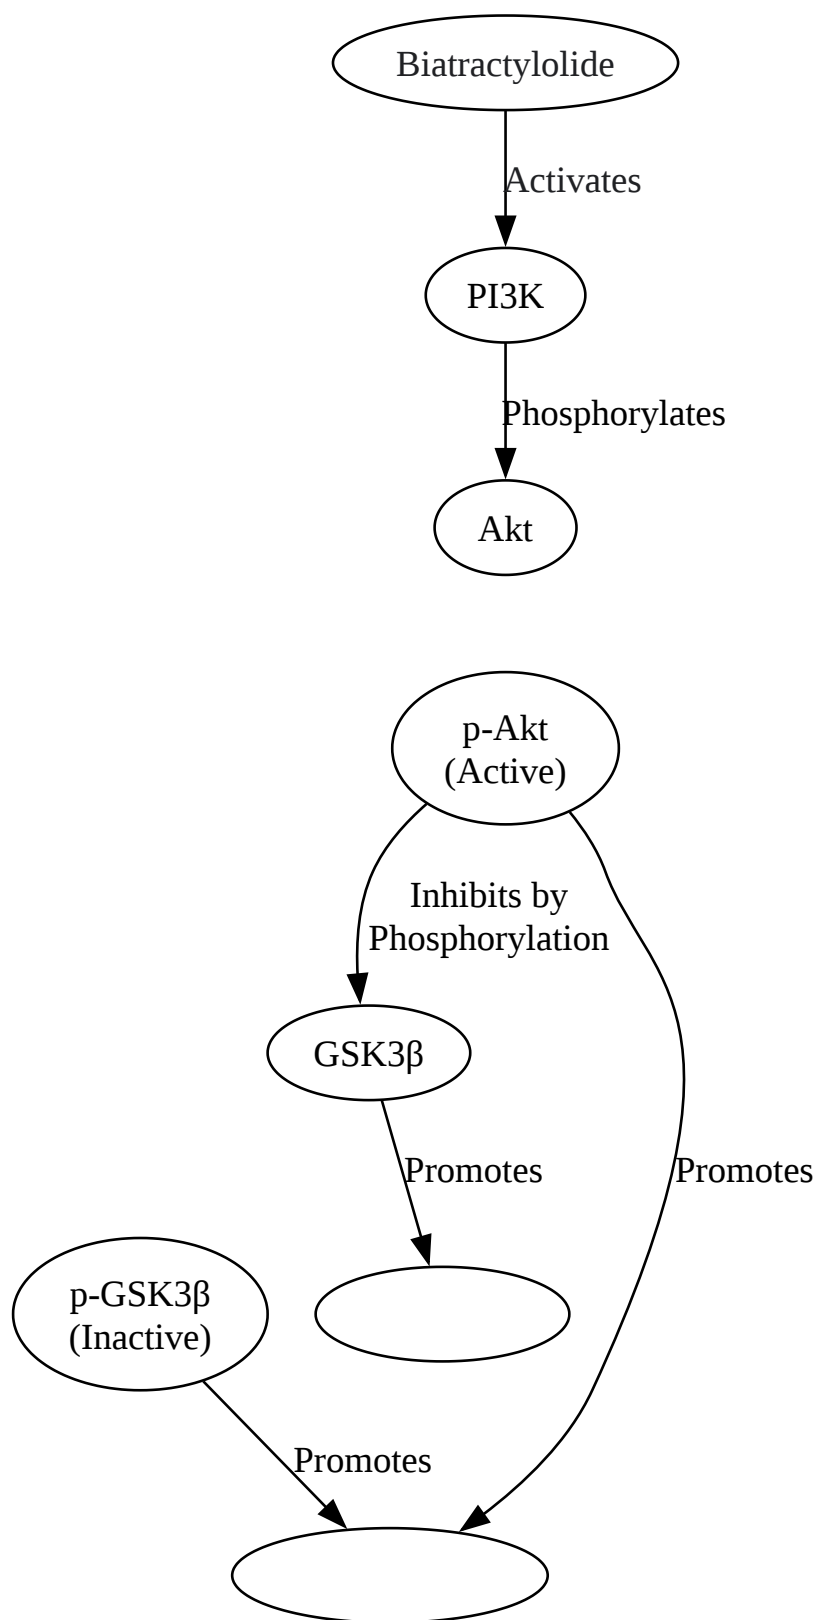 Biatractylolide
Activates
PI3K
Phosphorylates
Akt
p-Akt
(Active)
Inhibits by
Phosphorylation
GSK3β
Promotes
Promotes
p-GSK3β
(Inactive)
Promotes